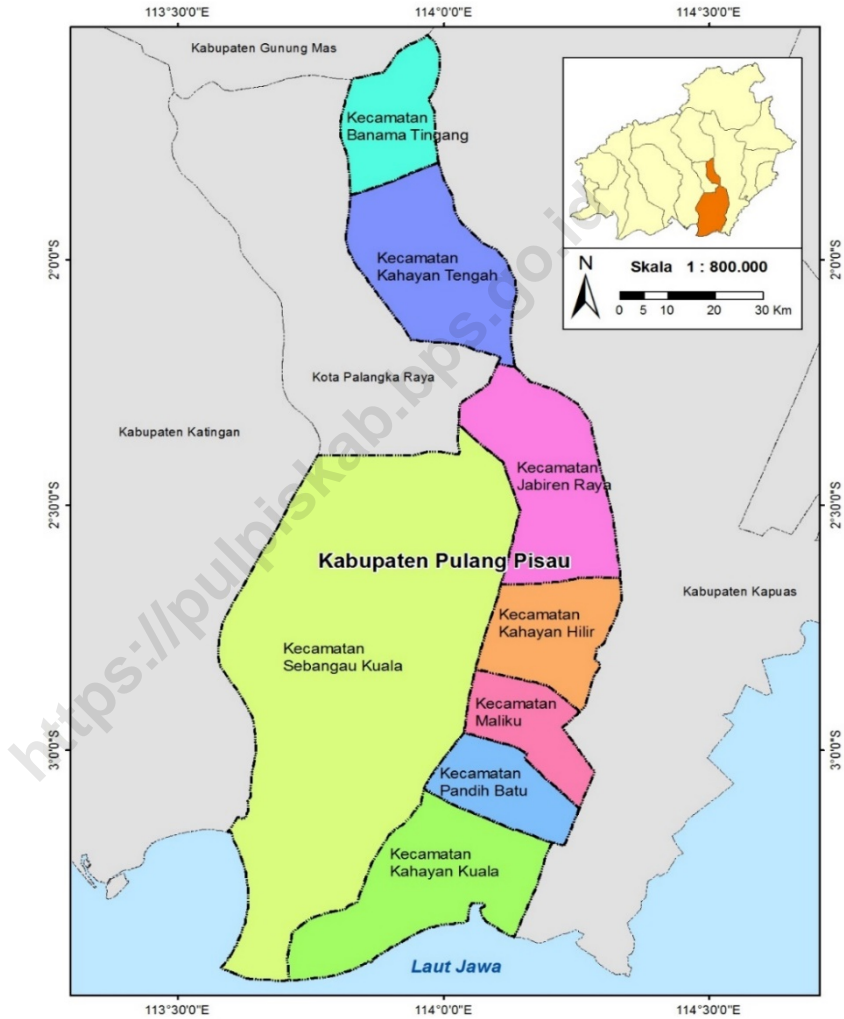 113°30'0"E
114°0'0"E
114°30'0"E
Kabupaten Gunung Mas
Kecamatan
Banama Tingang
2°0'0"S
2°0'0"S
Kecamatan
Kahayan Tengah
N
Skala 1 : 800.000
0 5 10 20 30 Km
Kota Palangka Raya
Kabupaten Katingan
Kecamatan
Jabiren Raya
2°30'0"S
2°30'0"S
Kabupaten Pulang Pisau
Kabupaten Kapuas
Kecamatan
Kahayan Hilir
Kecamatan
Sebangau Kuala
Kecamatan
Maliku
3°0'0"S
3°0'0"S
Kecamatan
Pandih Batu
Kecamatan
Kahayan Kuala
Laut Jawa
113°30'0"E
114°0'0"E
114°30'0"E
https://pulpiskab.bps.go.id